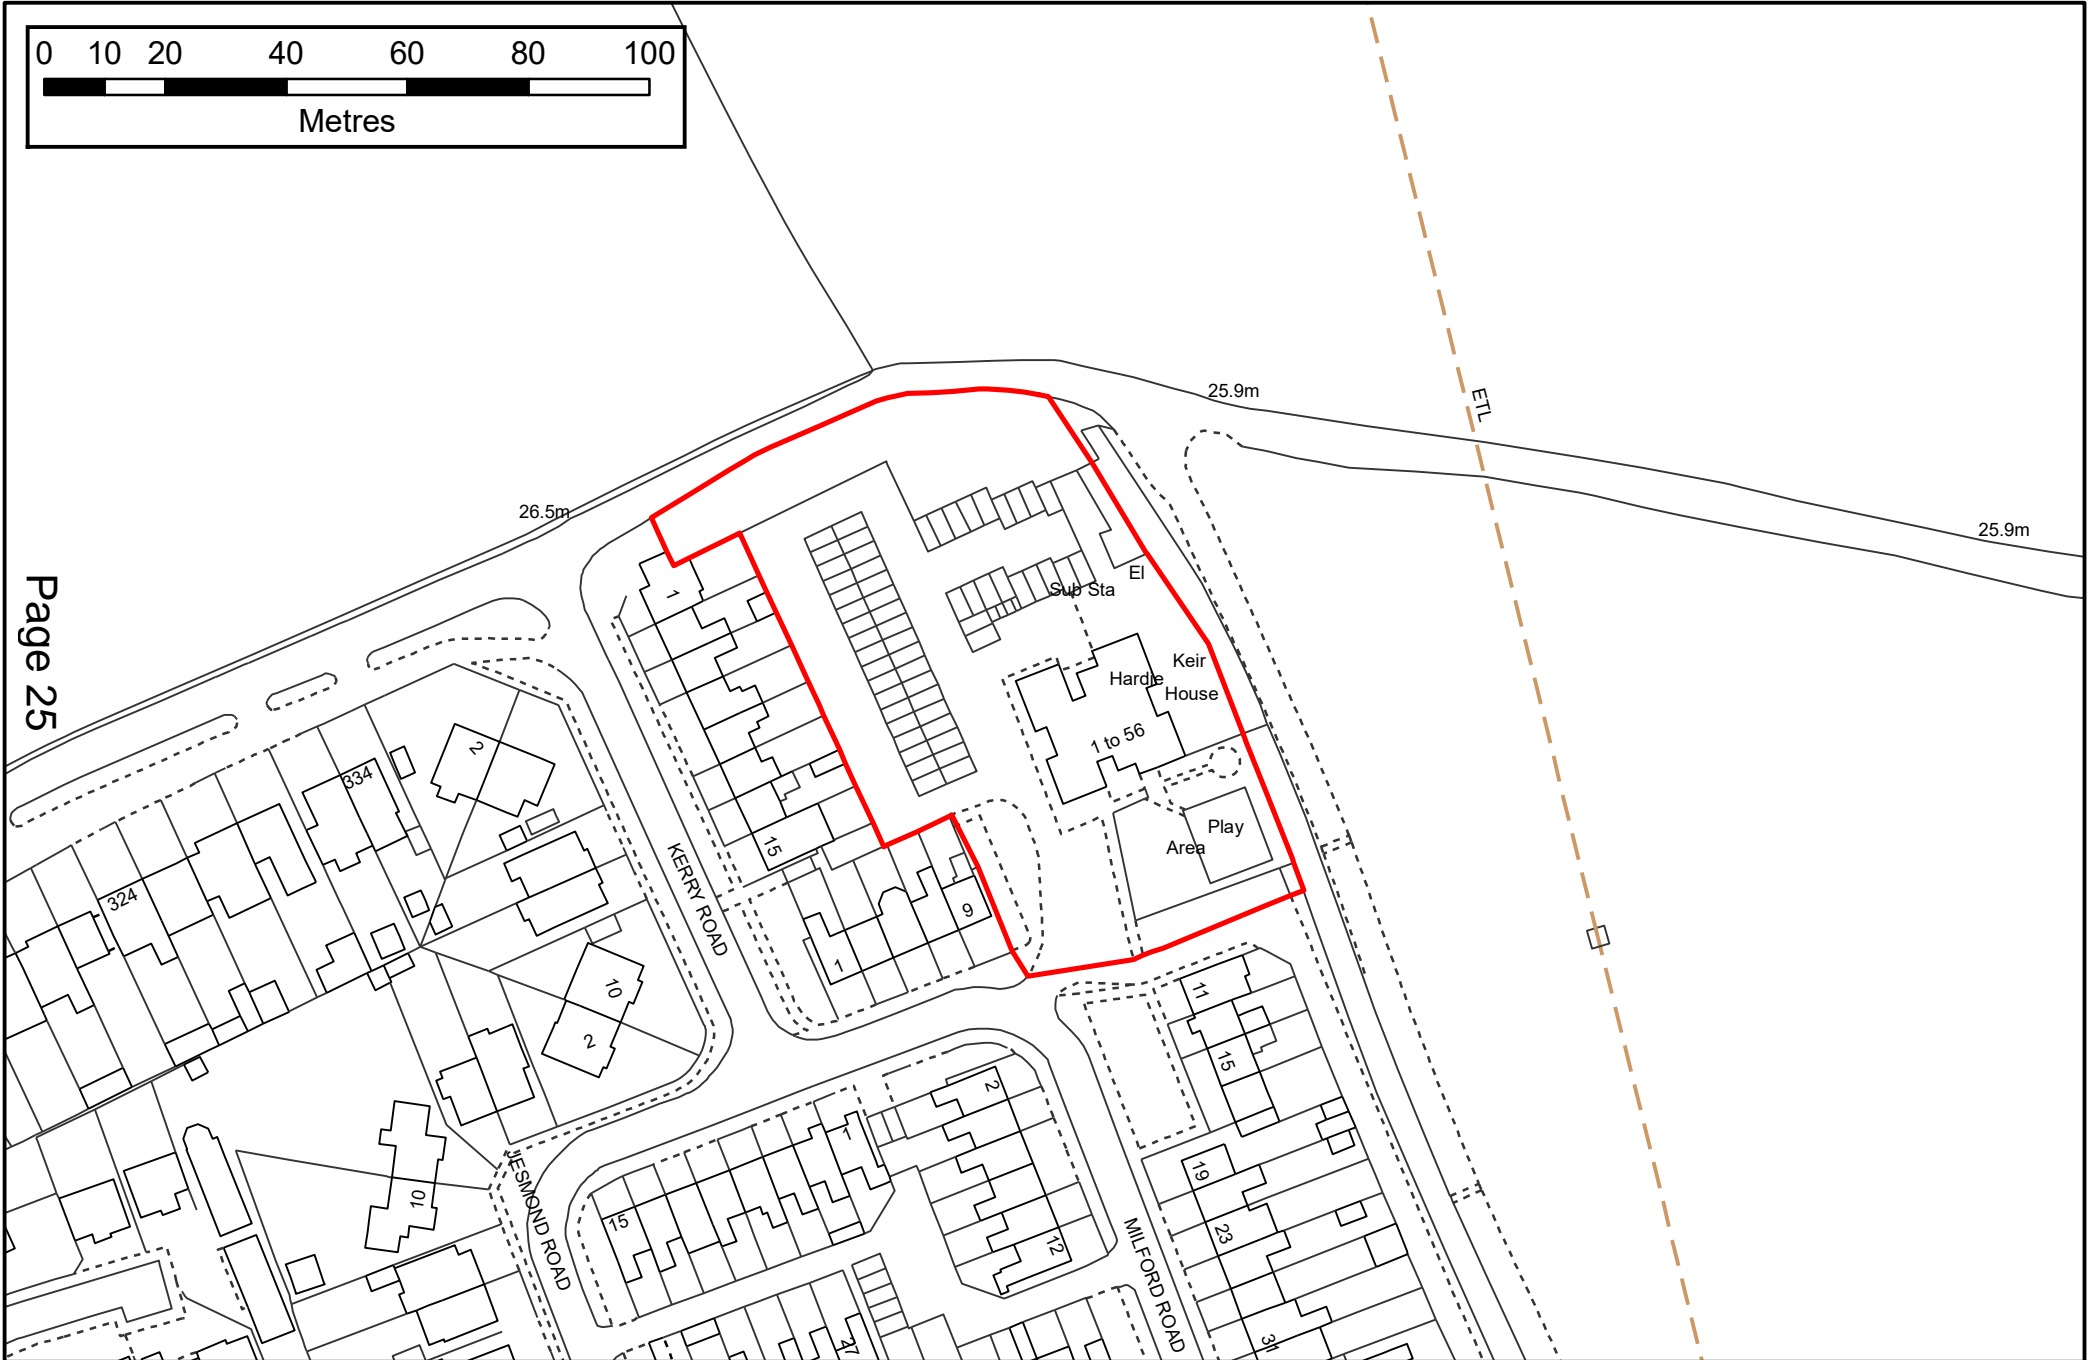 0 10 20 40 60 80 100
Metres
Page 25
25.9m
ETL
26.5m
25.9m
El
Sub Sta
1
Keir
Hardie
House
1 to 56
2
334
Play
Area
15
KERRY ROAD
324
9
1
10
2
11
15
2
1
10
15
JESMOND ROAD
19
23
12
MILFORD ROAD
27
31